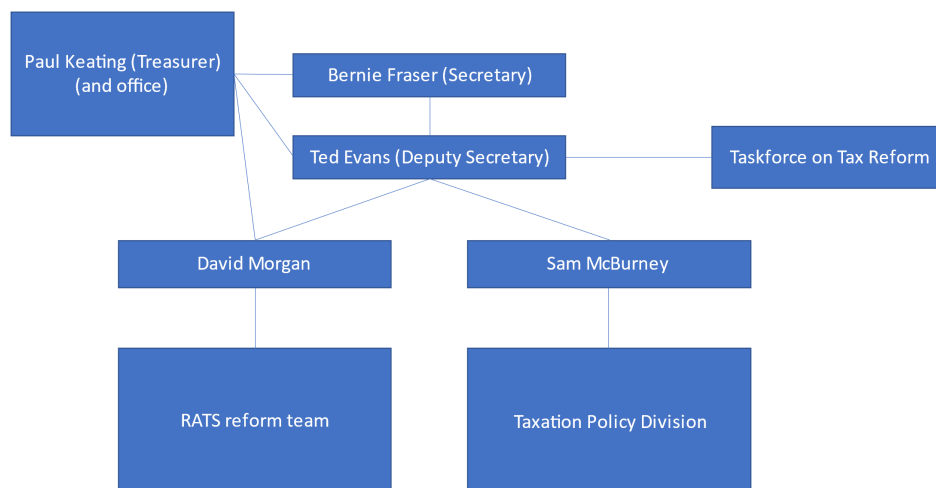 Paul Keating (Treasurer)
(and office)
Bernie Fraser (Secretary)
Ted Evans (Deputy Secretary)
Taskforce on Tax Reform
David Morgan
Sam McBurney
RATS reform team
Taxation Policy Division